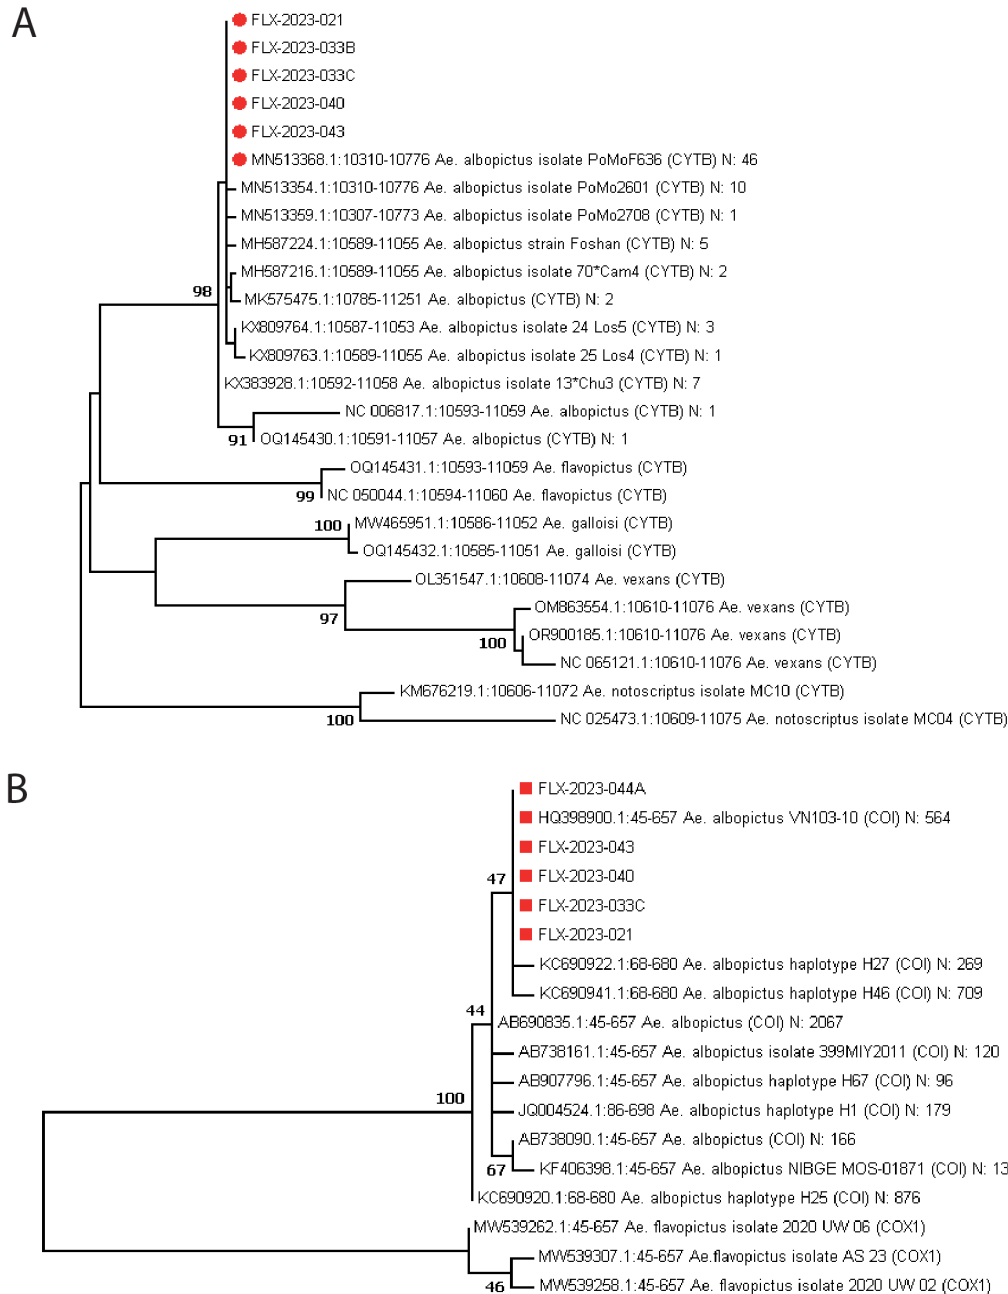 A
FLX-2023-021
FLX-2023-033B
FLX-2023-033C
FLX-2023-040
FLX-2023-043
MN513368.1:10310-10776 Ae. albopictus isolate PoMoF636 (CYTB) N: 46
MN513354.1:10310-10776 Ae. albopictus isolate PoMo2601 (CYTB) N: 10
MN513359.1:10307-10773 Ae. albopictus isolate PoMo2708 (CYTB) N: 1
MH587224.1:10589-11055 Ae. albopictus strain Foshan (CYTB) N: 5
MH587216.1:10589-11055 Ae. albopictus isolate 70*Cam4 (CYTB) N: 2
98
MK575475.1:10785-11251 Ae. albopictus (CYTB) N: 2
KX809764.1:10587-11053 Ae. albopictus isolate 24 Los5 (CYTB) N: 3
KX809763.1:10589-11055 Ae. albopictus isolate 25 Los4 (CYTB) N: 1
KX383928.1:10592-11058 Ae. albopictus isolate 13*Chu3 (CYTB) N: 7
NC 006817.1:10593-11059 Ae. albopictus (CYTB) N: 1
91
OQ145430.1:10591-11057 Ae. albopictus (CYTB) N: 1
OQ145431.1:10593-11059 Ae. flavopictus (CYTB)
99
NC 050044.1:10594-11060 Ae. flavopictus (CYTB)
100
MW465951.1:10586-11052 Ae. galloisi (CYTB)
OQ145432.1:10585-11051 Ae. galloisi (CYTB)
OL351547.1:10608-11074 Ae. vexans (CYTB)
97
OM863554.1:10610-11076 Ae. vexans (CYTB)
100
OR900185.1:10610-11076 Ae. vexans (CYTB)
NC 065121.1:10610-11076 Ae. vexans (CYTB)
KM676219.1:10606-11072 Ae. notoscriptus isolate MC10 (CYTB)
100
NC 025473.1:10609-11075 Ae. notoscriptus isolate MC04 (CYTB)
B
FLX-2023-044A
HQ398900.1:45-657 Ae. albopictus VN103-10 (COI) N: 564
FLX-2023-043
47
FLX-2023-040
FLX-2023-033C
FLX-2023-021
KC690922.1:68-680 Ae. albopictus haplotype H27 (COI) N: 269
KC690941.1:68-680 Ae. albopictus haplotype H46 (COI) N: 709
44
AB690835.1:45-657 Ae. albopictus (COI) N: 2067
AB738161.1:45-657 Ae. albopictus isolate 399MIY2011 (COI) N: 120
AB907796.1:45-657 Ae. albopictus haplotype H67 (COI) N: 96
100
JQ004524.1:86-698 Ae. albopictus haplotype H1 (COI) N: 179
AB738090.1:45-657 Ae. albopictus (COI) N: 166
67
KF406398.1:45-657 Ae. albopictus NIBGE MOS-01871 (COI) N: 13
KC690920.1:68-680 Ae. albopictus haplotype H25 (COI) N: 876
MW539262.1:45-657 Ae. flavopictus isolate 2020 UW 06 (COX1)
MW539307.1:45-657 Ae.flavopictus isolate AS 23 (COX1)
46
MW539258.1:45-657 Ae. flavopictus isolate 2020 UW 02 (COX1)